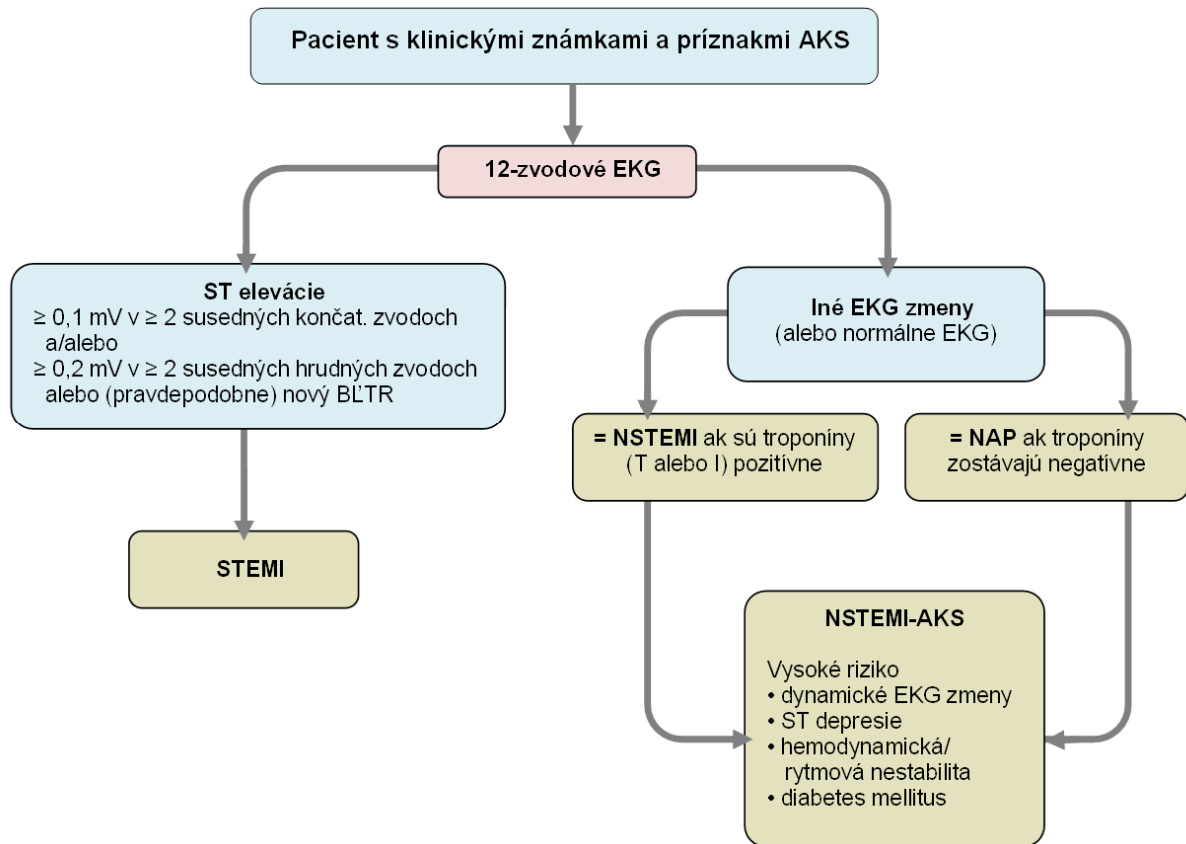 Pacient s klinickými známkami a príznakmi AKS
12-zvodové EKG
ST elevácie
≥ 0,1 mV v ≥ 2 susedných končat. zvodoch
a/alebo
≥ 0,2 mV v ≥ 2 susedných hrudných zvodoch
alebo (pravdepodobne) nový BĽTR
Iné EKG zmeny
(alebo normálne EKG)
= NSTEMI ak sú troponíny
(T alebo I) pozitívne
= NAP ak troponíny
zostávajú negatívne
STEMI
NSTEMI-AKS
Vysoké riziko
• dynamické EKG zmeny
• ST depresie
• hemodynamická/
rytmová nestabilita
• diabetes mellitus